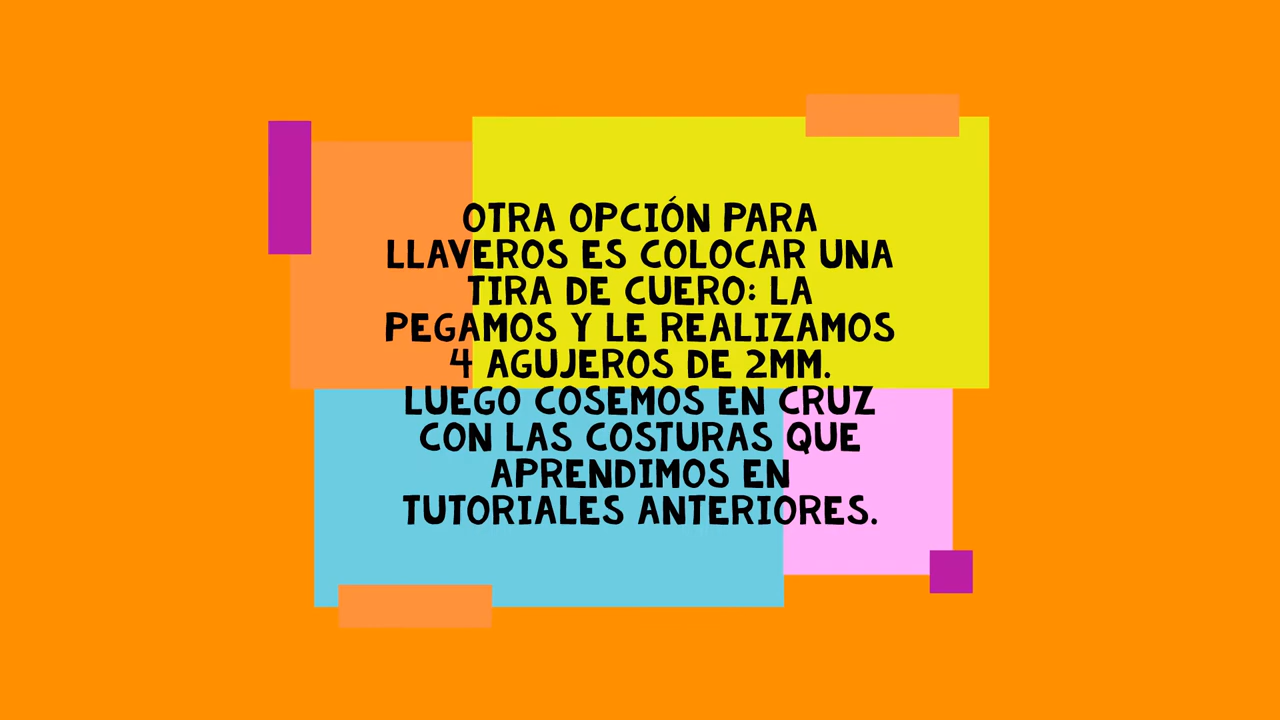 OTRA OPCIÓN PARA
LLAVEROS ES COLOCAR UNA
TIRA DE CUERO: LA
PEGAMOS Y LE REALIZAMOS
4 AGUJEROS DE 2MM.
LUEGO COSEMOS EN CRUZ
CON LAS COSTURAS QUE
APRENDIMOS EN
TUTORIALES ANTERIORES.